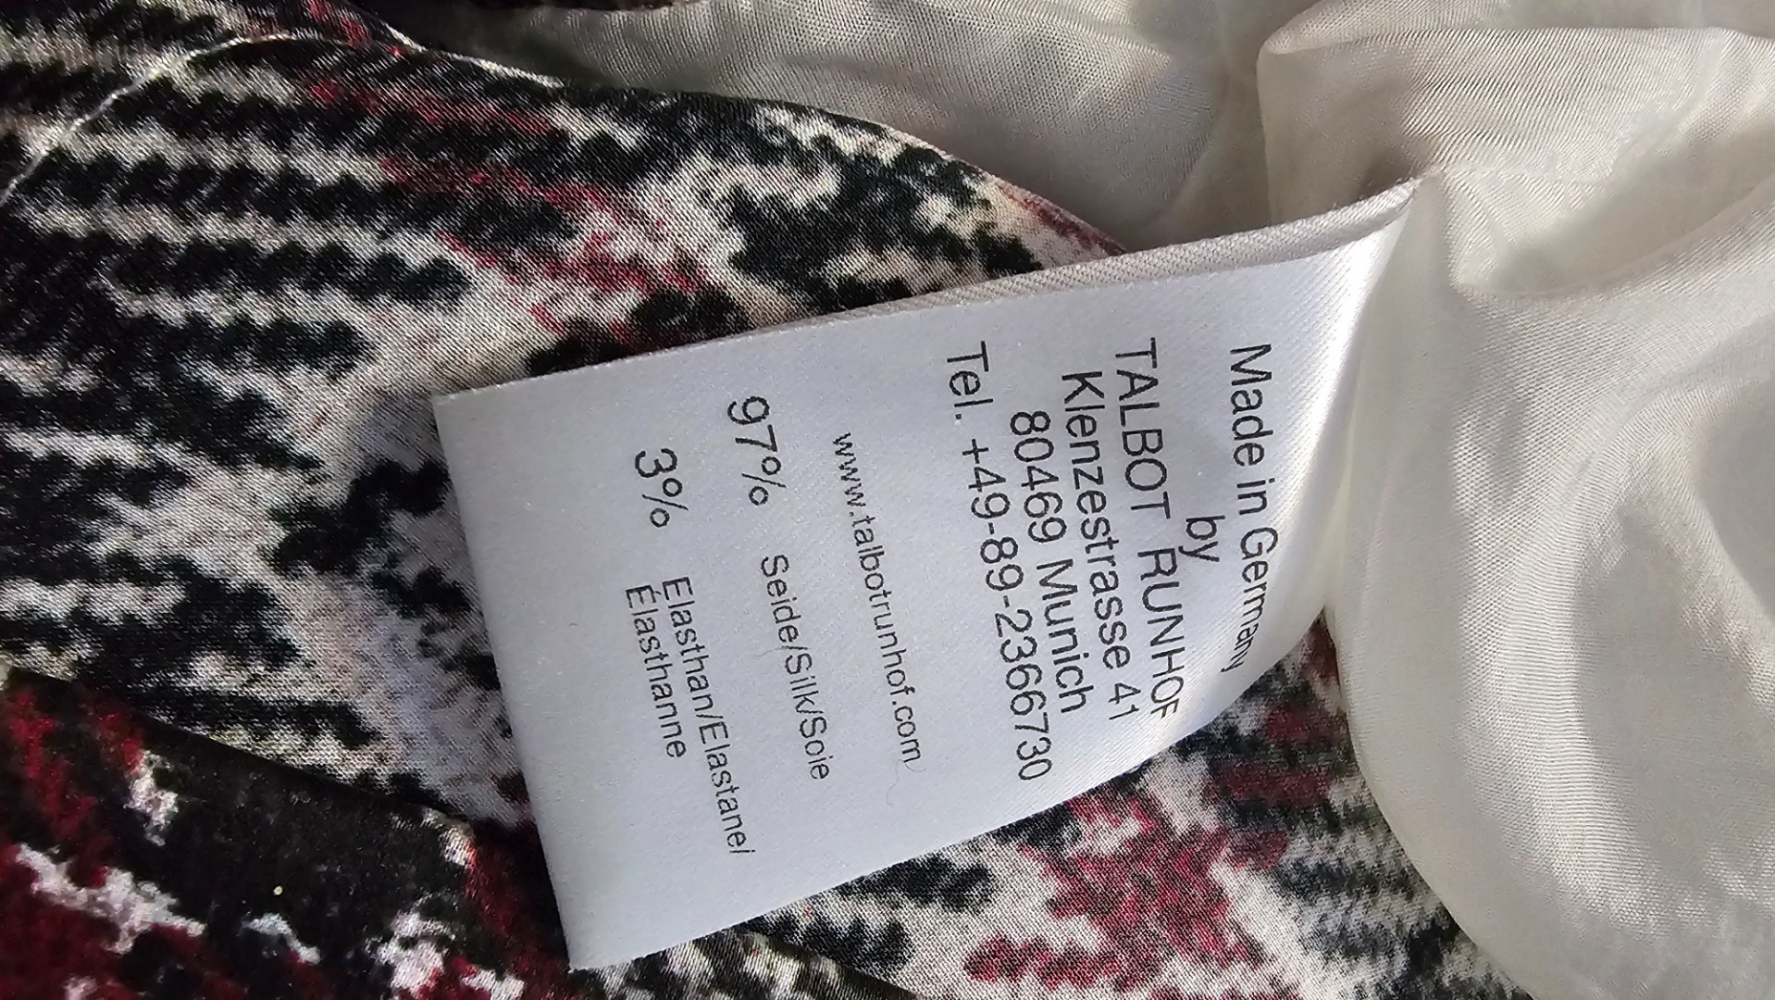 Made in Germany
by
TALBOT RUNHOF
Klenzestrasse 41
80469 Munich
Tel. +49-89-2366730
www.talbotrunhof.com
97% Seide/Silk/Soie
3% Elasthan/Elastane/
Élasthanne